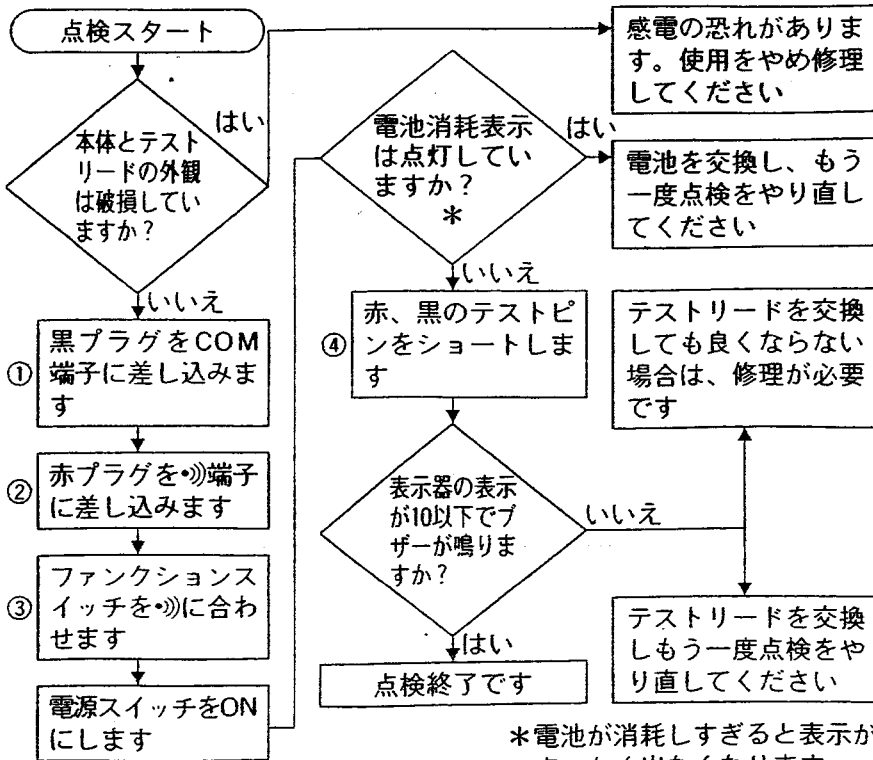 点検スタート
本体とテスト
リードの外観
は破損してい
ますか？
はい
いいえ
①
黒プラグをCOM
端子に差し込みま
す
②
赤プラグを•)))端子
に差し込みます
③
ファンクションス
イッチを•)))に合わ
せます
電源スイッチをON
にします
感電の恐れがありま
す。使用をやめ修理
してください
電池消耗表示
は点灯してい
ますか？
＊
はい
電池を交換し、もう
一度点検をやり直し
てください
いいえ
④
赤、黒のテストピ
ンをショートしま
す
表示器の表示
が10以下でブ
ザーが鳴りま
すか？
いいえ
テストリードを交換
しても良くならない
場合は、修理が必要
です
テストリードを交換
しもう一度点検をや
り直してください
はい
点検終了です
＊電池が消耗しすぎると表示が